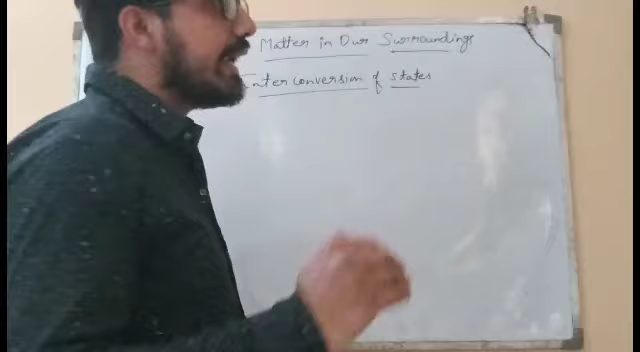 Matter in Our Surroundings
Inter conversion of states